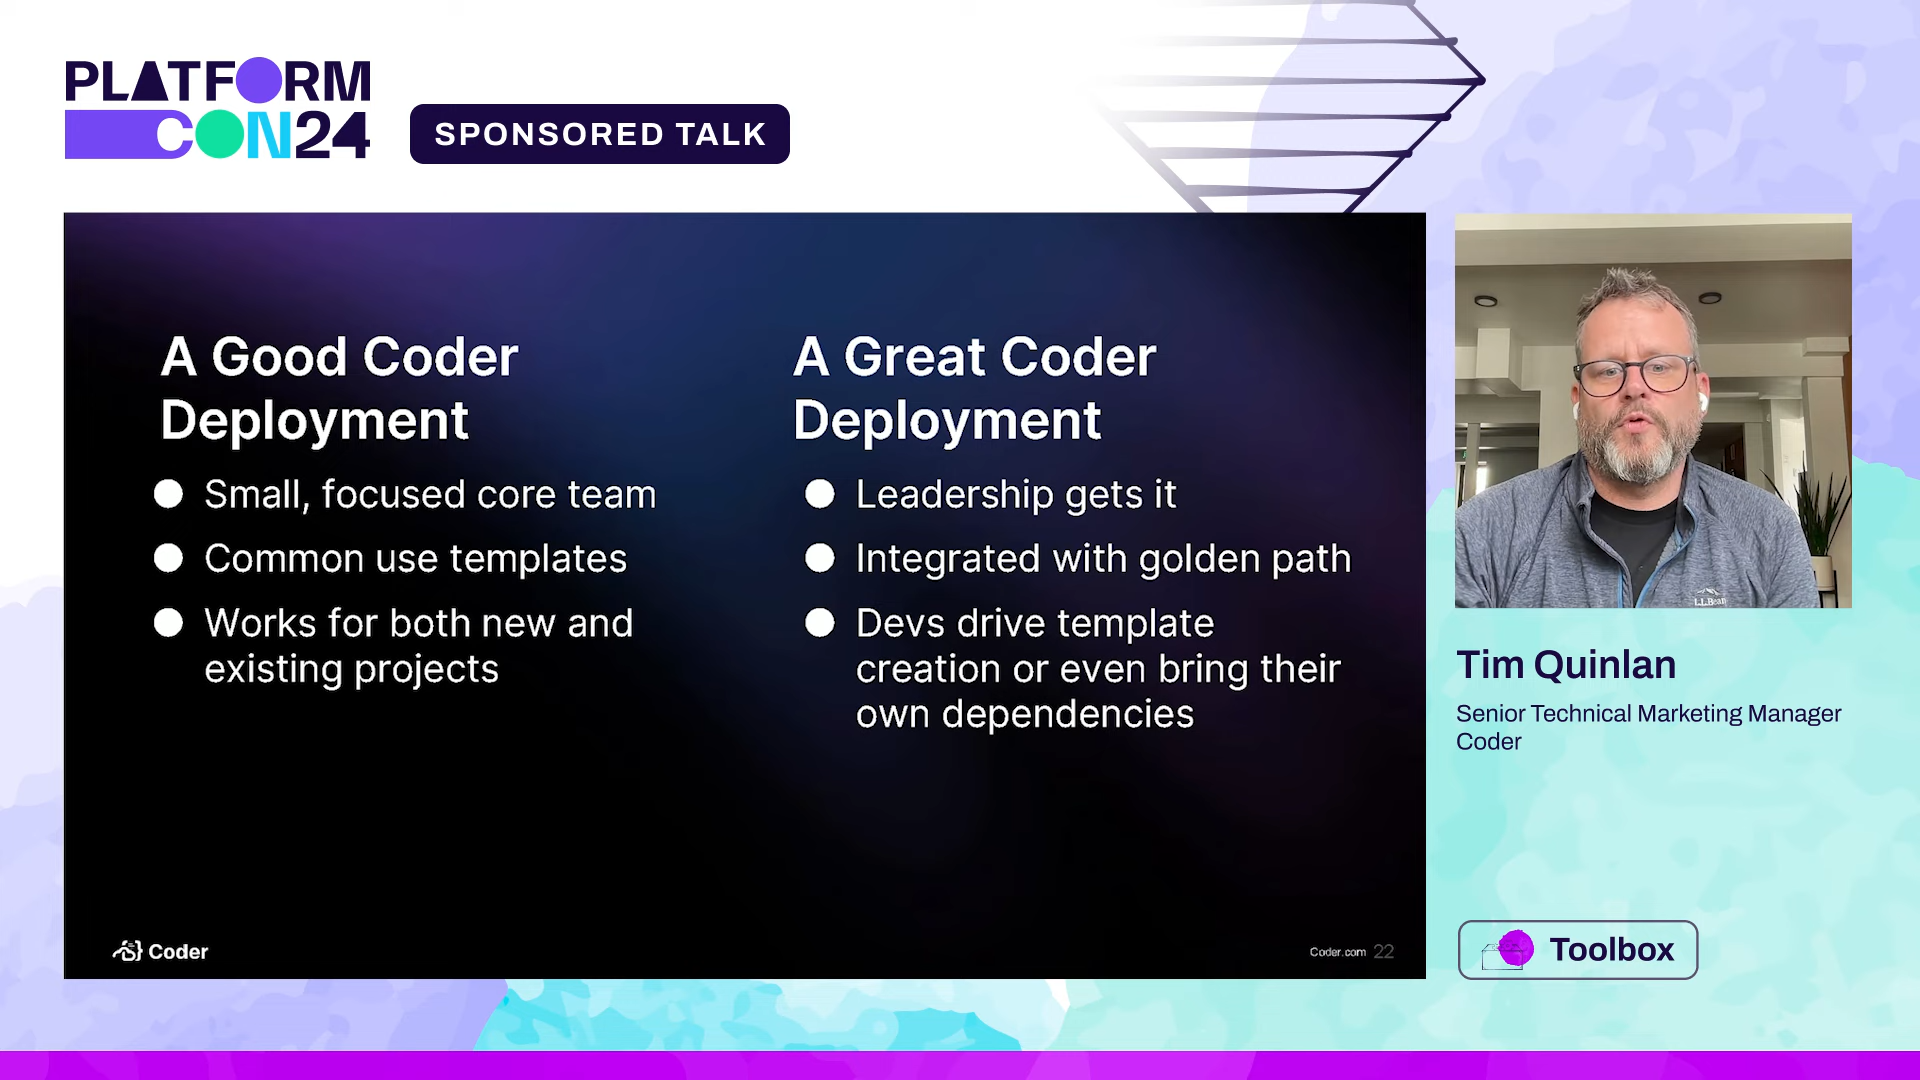 PLATFORM
CON24
SPONSORED TALK
A Good Coder
Deployment
Small, focused core team
Common use templates
Works for both new and
existing projects
A Great Coder
Deployment
Leadership gets it
Integrated with golden path
Devs drive template
creation or even bring their
own dependencies
Coder
Coder.com 22
L.L.Bean
Tim Quinlan
Senior Technical Marketing Manager
Coder
Toolbox